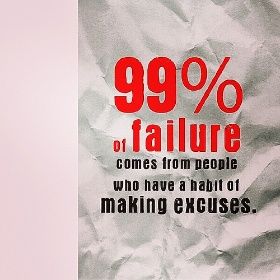 99%
of failure
comes from people
who have a habit of
making excuses.